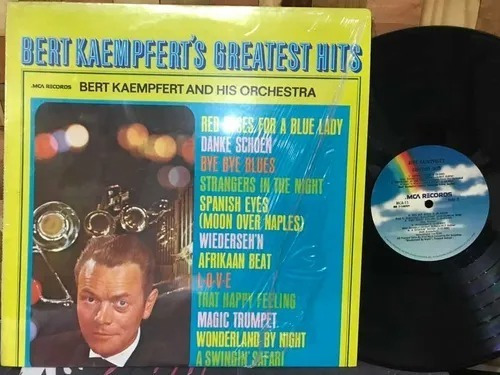 BERT KAEMPFERT'S GREATEST HITS
MCA RECORDS BERT KAEMPFERT AND HIS ORCHESTRA
RED ROSES FOR A BLUE LADY
DANKE SCHOEN
BYE BYE BLUES
STRANGERS IN THE NIGHT
SPANISH EYES
(MOON OVER NAPLES)
WIEDERSEH'N
AFRIKAAN BEAT
LOVE
THAT HAPPY FEELING
MAGIC TRUMPET
WONDERLAND BY NIGHT
A SWINGIN' SAFARI
MCA RECORDS